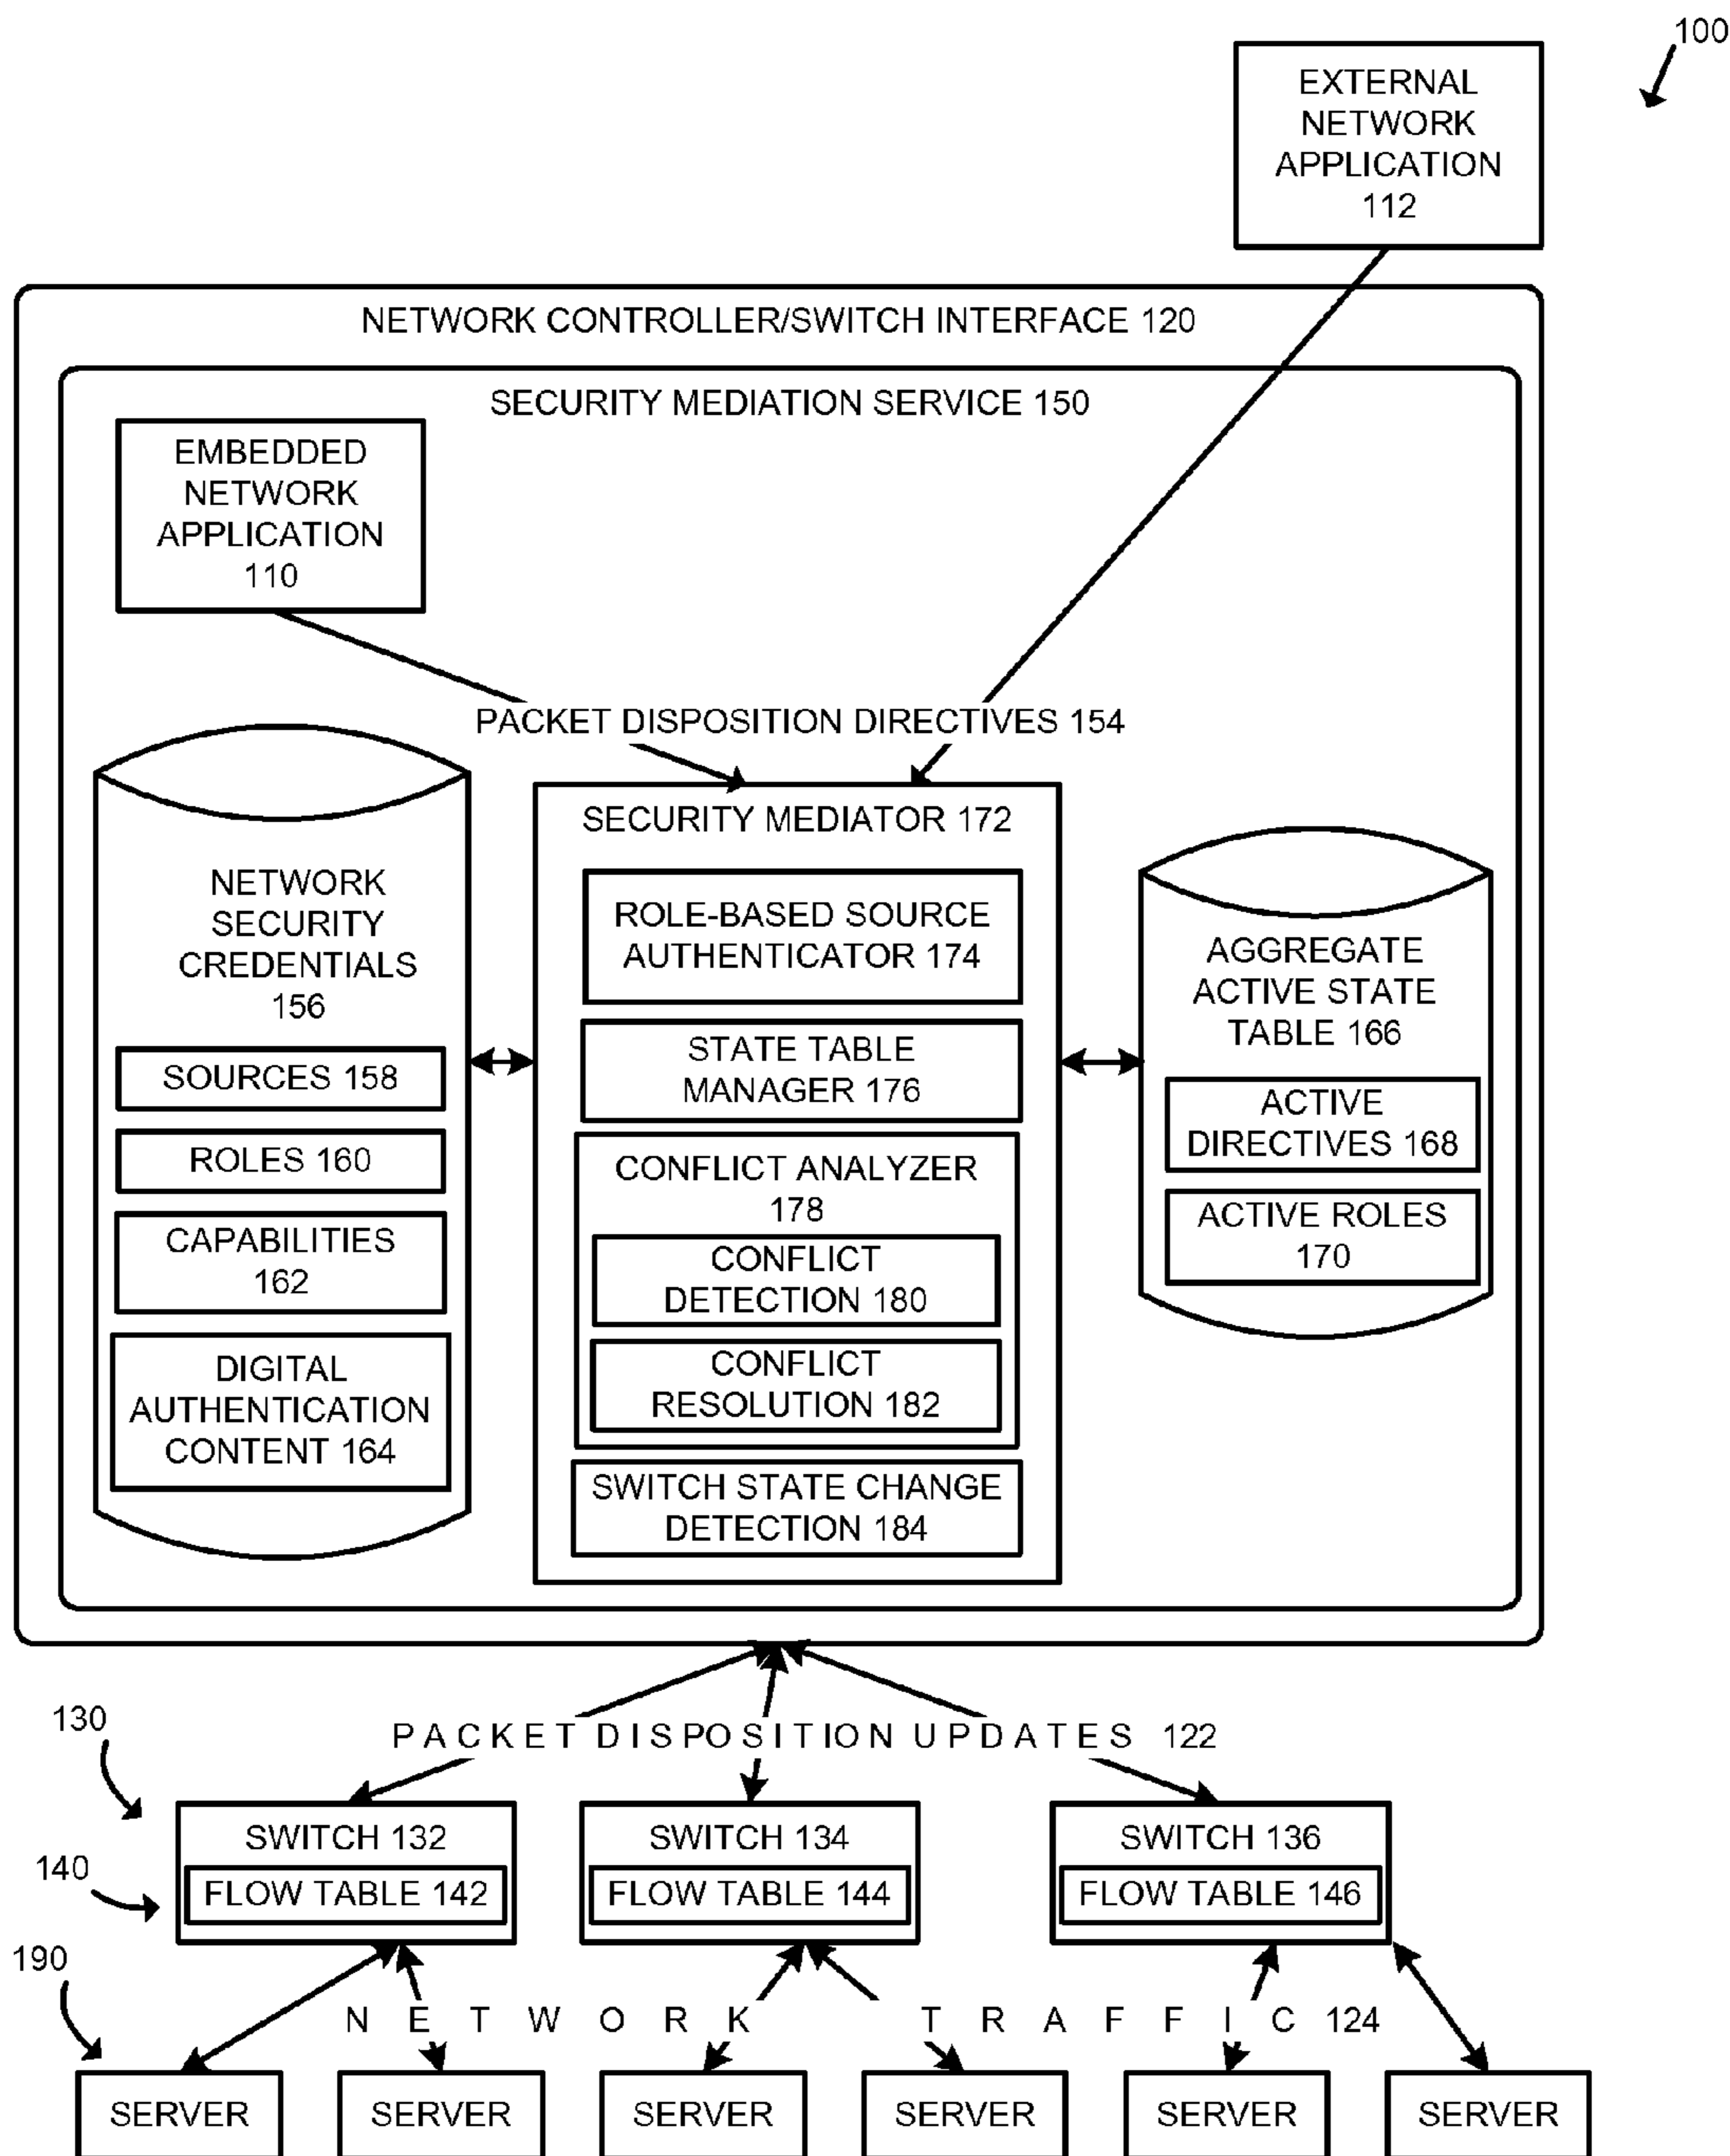 100
EXTERNAL
NETWORK
APPLICATION
112
NETWORK CONTROLLER/SWITCH INTERFACE 120
SECURITY MEDIATION SERVICE 150
EMBEDDED
NETWORK
APPLICATION
110
PACKET DISPOSITION DIRECTIVES 154
NETWORK
SECURITY
CREDENTIALS
156
SOURCES 158
ROLES 160
CAPABILITIES
162
DIGITAL
AUTHENTICATION
CONTENT 164
SECURITY MEDIATOR 172
ROLE-BASED SOURCE
AUTHENTICATOR 174
STATE TABLE
MANAGER 176
CONFLICT ANALYZER
178
CONFLICT
DETECTION 180
CONFLICT
RESOLUTION 182
SWITCH STATE CHANGE
DETECTION 184
AGGREGATE
ACTIVE STATE
TABLE 166
ACTIVE
DIRECTIVES 168
ACTIVE ROLES
170
PACKET DISPOSITION UPDATES 122
130
SWITCH 132
FLOW TABLE 142
SWITCH 134
FLOW TABLE 144
SWITCH 136
FLOW TABLE 146
140
190
NETWORK TRAFFIC 124
SERVER
SERVER
SERVER
SERVER
SERVER
SERVER